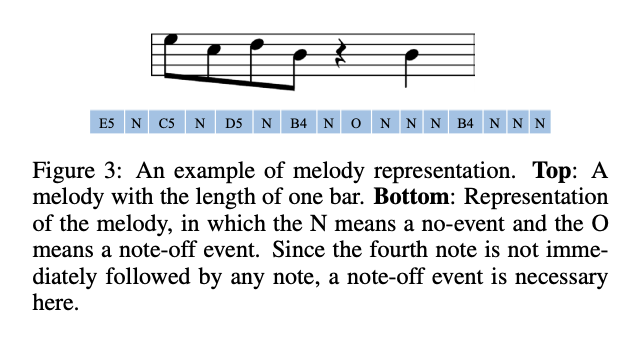 E5 N C5 N D5 N B4 N O N N N B4 N N N
Figure 3: An example of melody representation. Top: A
melody with the length of one bar. Bottom: Representation
of the melody, in which the N means a no-event and the O
means a note-off event. Since the fourth note is not imme-
diately followed by any note, a note-off event is necessary
here.